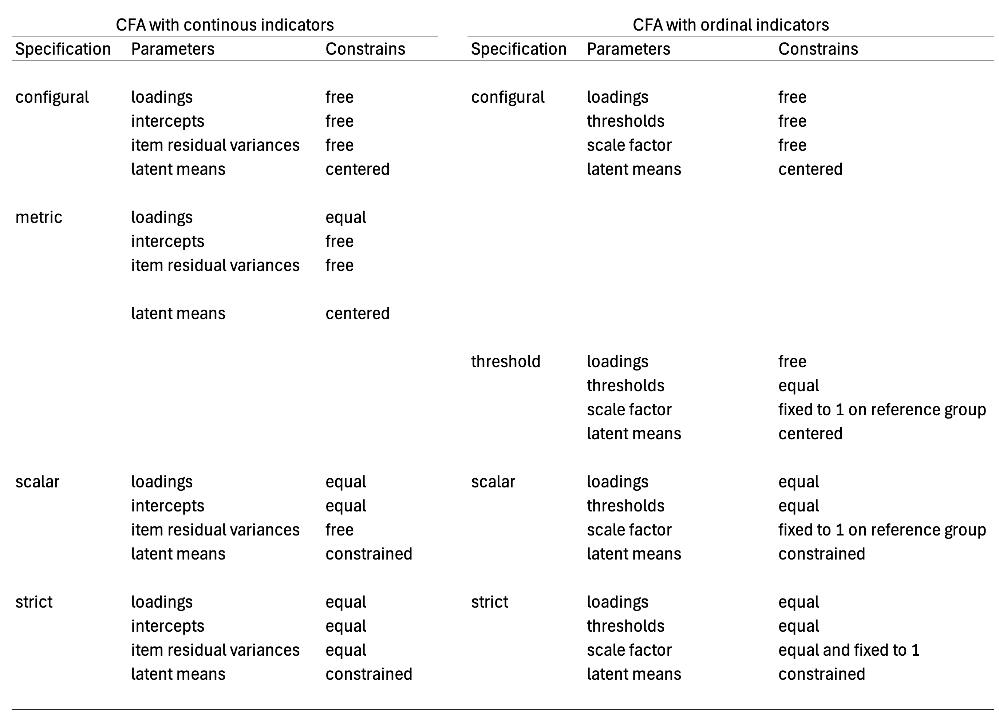 CFA with continous indicators CFA with ordinal indicators
Specification Parameters Constrains Specification Parameters Constrains
configural loadings free configural loadings free
intercepts free thresholds free
item residual variances free scale factor free
latent means centered latent means centered
metric loadings equal
intercepts free
item residual variances free
latent means centered
threshold loadings free
thresholds equal
scale factor fixed to 1 on reference group
latent means centered
scalar loadings equal scalar loadings equal
intercepts equal thresholds equal
item residual variances free scale factor fixed to 1 on reference group
latent means constrained latent means constrained
strict loadings equal strict loadings equal
intercepts equal thresholds equal
item residual variances equal scale factor equal and fixed to 1
latent means constrained latent means constrained